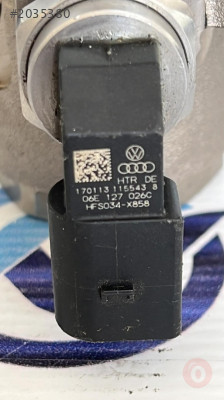 #2035380
HTR DE
170113 115543 8
06E 127 026C
HFS034-X858